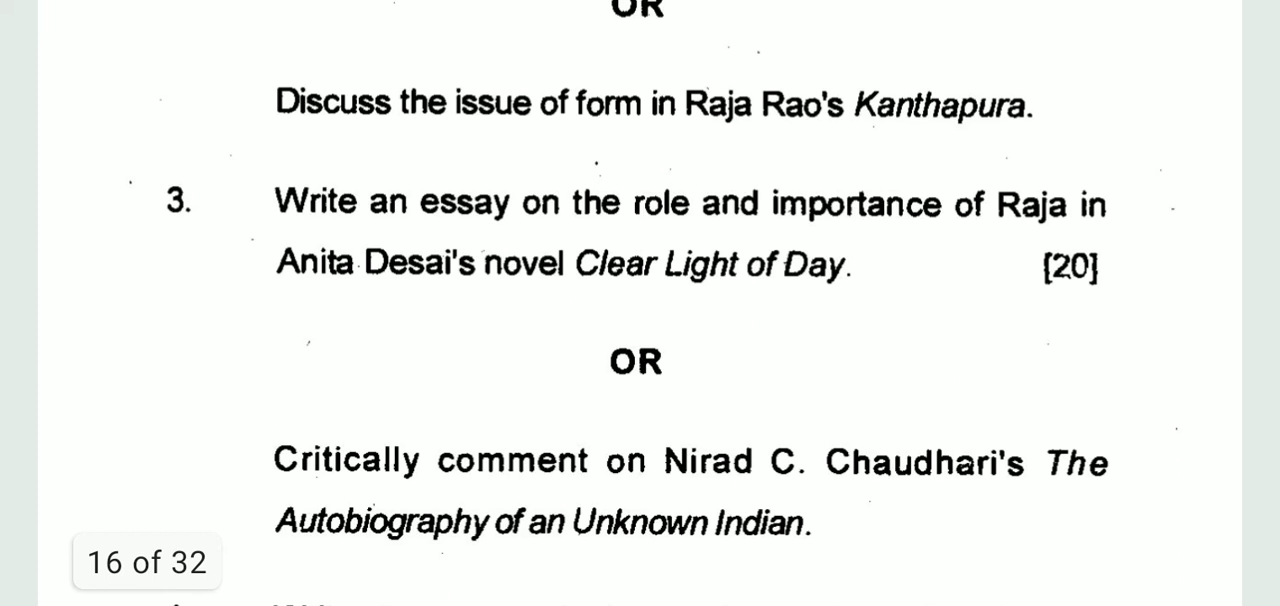 OR
Discuss the issue of form in Raja Rao's Kanthapura.
3. Write an essay on the role and importance of Raja in
Anita Desai's novel Clear Light of Day. [20]
OR
Critically comment on Nirad C. Chaudhari's The
Autobiography of an Unknown Indian.
16 of 32